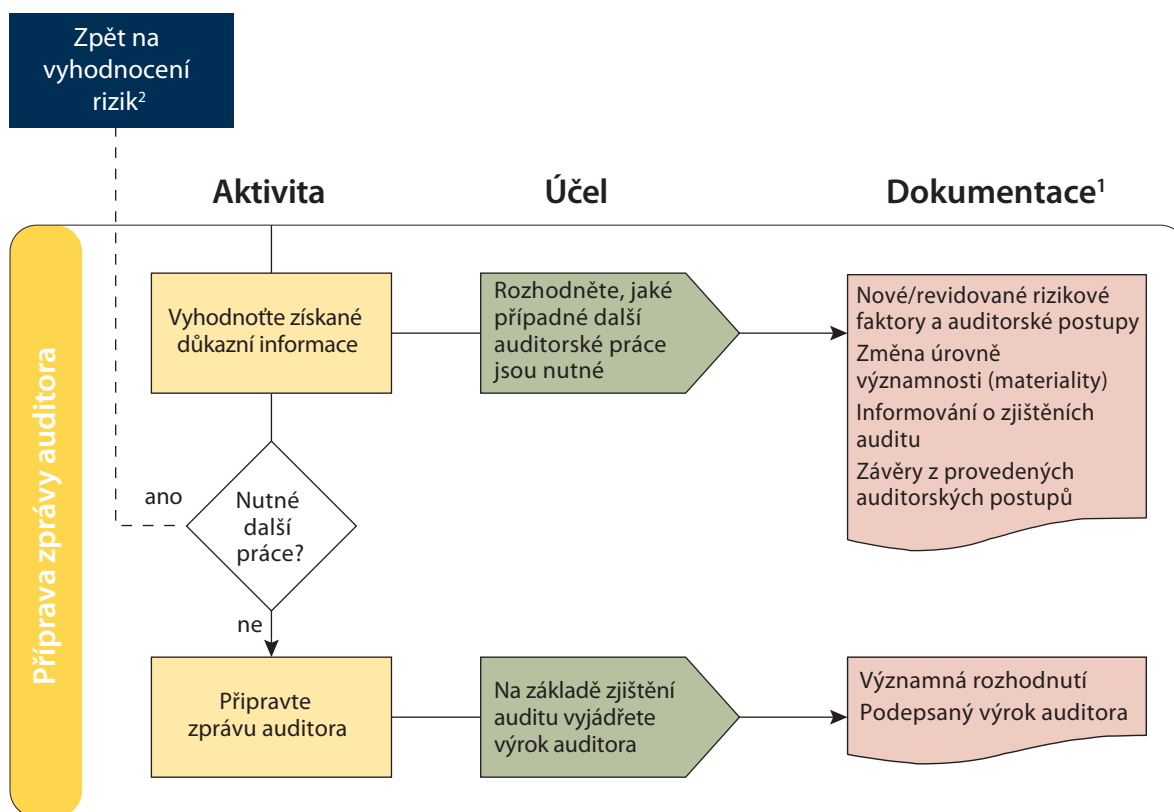 Zpět na
vyhodnocení
rizik²
Aktivita
Účel
Dokumentace¹
Příprava zprávy auditora
Vyhodnoťte získané
důkazní informace
Rozhodněte, jaké
případné další
auditorské práce
jsou nutné
Nové/revidované rizikové
faktory a auditorské postupy
Změna úrovně
významnosti (materiality)
Informování o zjištěních
auditu
Závěry z provedených
auditorských postupů
ano
Nutné
další
práce?
ne
Připravte
zprávu auditora
Na základě zjištění
auditu vyjádřete
výrok auditora
Významná rozhodnutí
Podepsaný výrok auditora